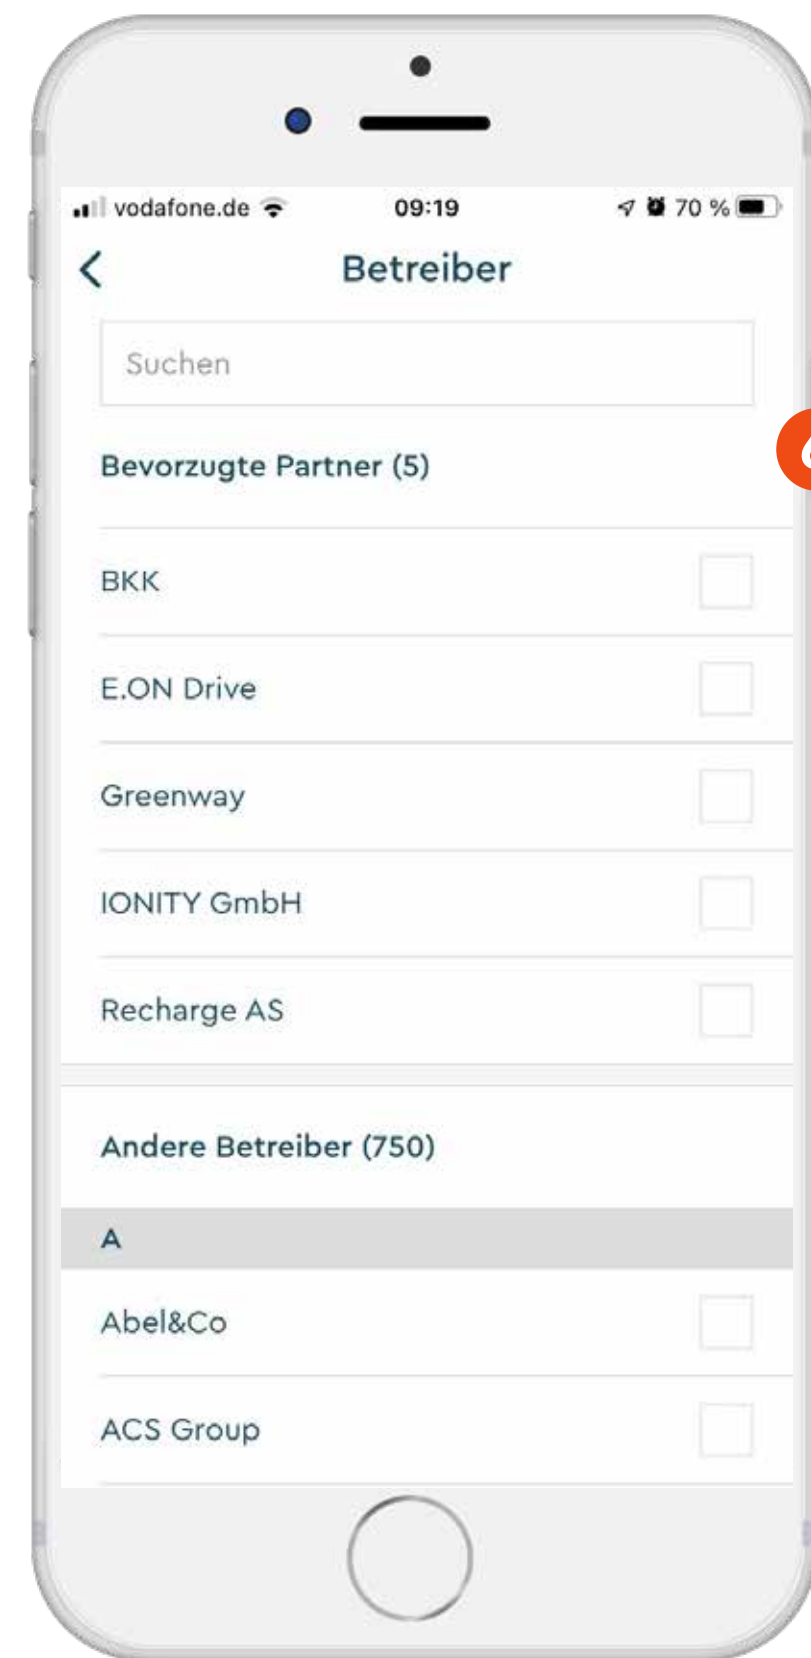 vodafone.de 09:19 70 %
Betreiber
Suchen
Bevorzugte Partner (5)
BKK
E.ON Drive
Greenway
IONITY GmbH
Recharge AS
Andere Betreiber (750)
A
Abel&Co
ACS Group